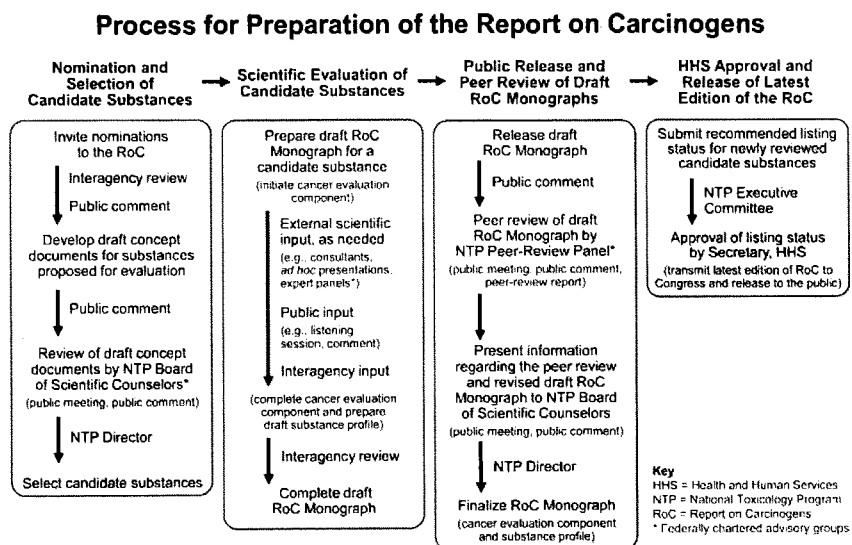 Process for Preparation of the Report on Carcinogens
Nomination and
Selection of
Candidate Substances
Scientific Evaluation of
Candidate Substances
Public Release and
Peer Review of Draft
RoC Monographs
HHS Approval and
Release of Latest
Edition of the RoC
Invite nominations
to the RoC
Interagency review
Public comment
Develop draft concept
documents for substances
proposed for evaluation
Public comment
Review of draft concept
documents by NTP Board
of Scientific Counselors*
(public meeting, public comment)
NTP Director
Select candidate substances
Prepare draft RoC
Monograph for a
candidate substance
(initiate cancer evaluation
component)
External scientific
input, as needed
(e.g., consultants,
ad hoc presentations,
expert panels*)
Public input
(e.g., listening
session, comment)
Interagency input
(complete cancer evaluation
component and prepare
draft substance profile)
Interagency review
Complete draft
RoC Monograph
Release draft
RoC Monograph
Public comment
Peer review of draft
RoC Monograph by
NTP Peer-Review Panel*
(public meeting, public comment,
peer-review report)
Present information
regarding the peer review
and revised draft RoC
Monograph to NTP Board
of Scientific Counselors
(public meeting, public comment)
NTP Director
Finalize RoC Monograph
(cancer evaluation component
and substance profile)
Submit recommended listing
status for newly reviewed
candidate substances
NTP Executive
Committee
Approval of listing status
by Secretary, HHS
(transmit latest edition of RoC to
Congress and release to the public)
Key
HHS = Health and Human Services
NTP = National Toxicology Program
RoC = Report on Carcinogens
* Federally chartered advisory groups